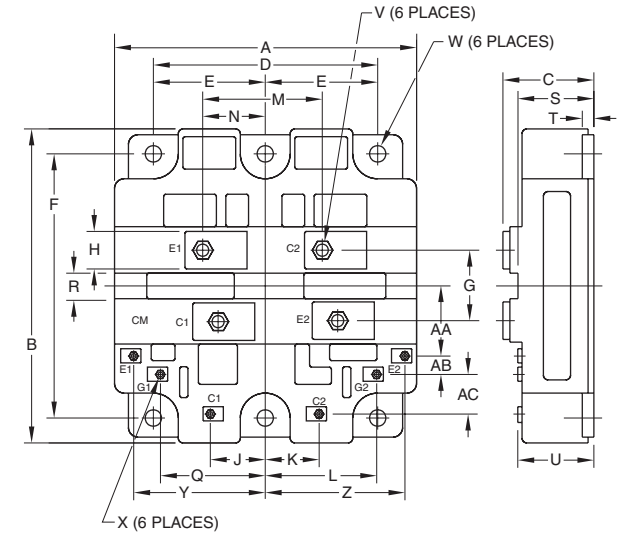 V (6 PLACES)
A
W (6 PLACES)
D
C
E E
S
M
N
T
F
H
E1 C2
R
G
CM
C1
E2
AA
B
E1
E2
AB
G1
G2
C1 C2
AC
J K
Q
L
U
Y
Z
X (6 PLACES)